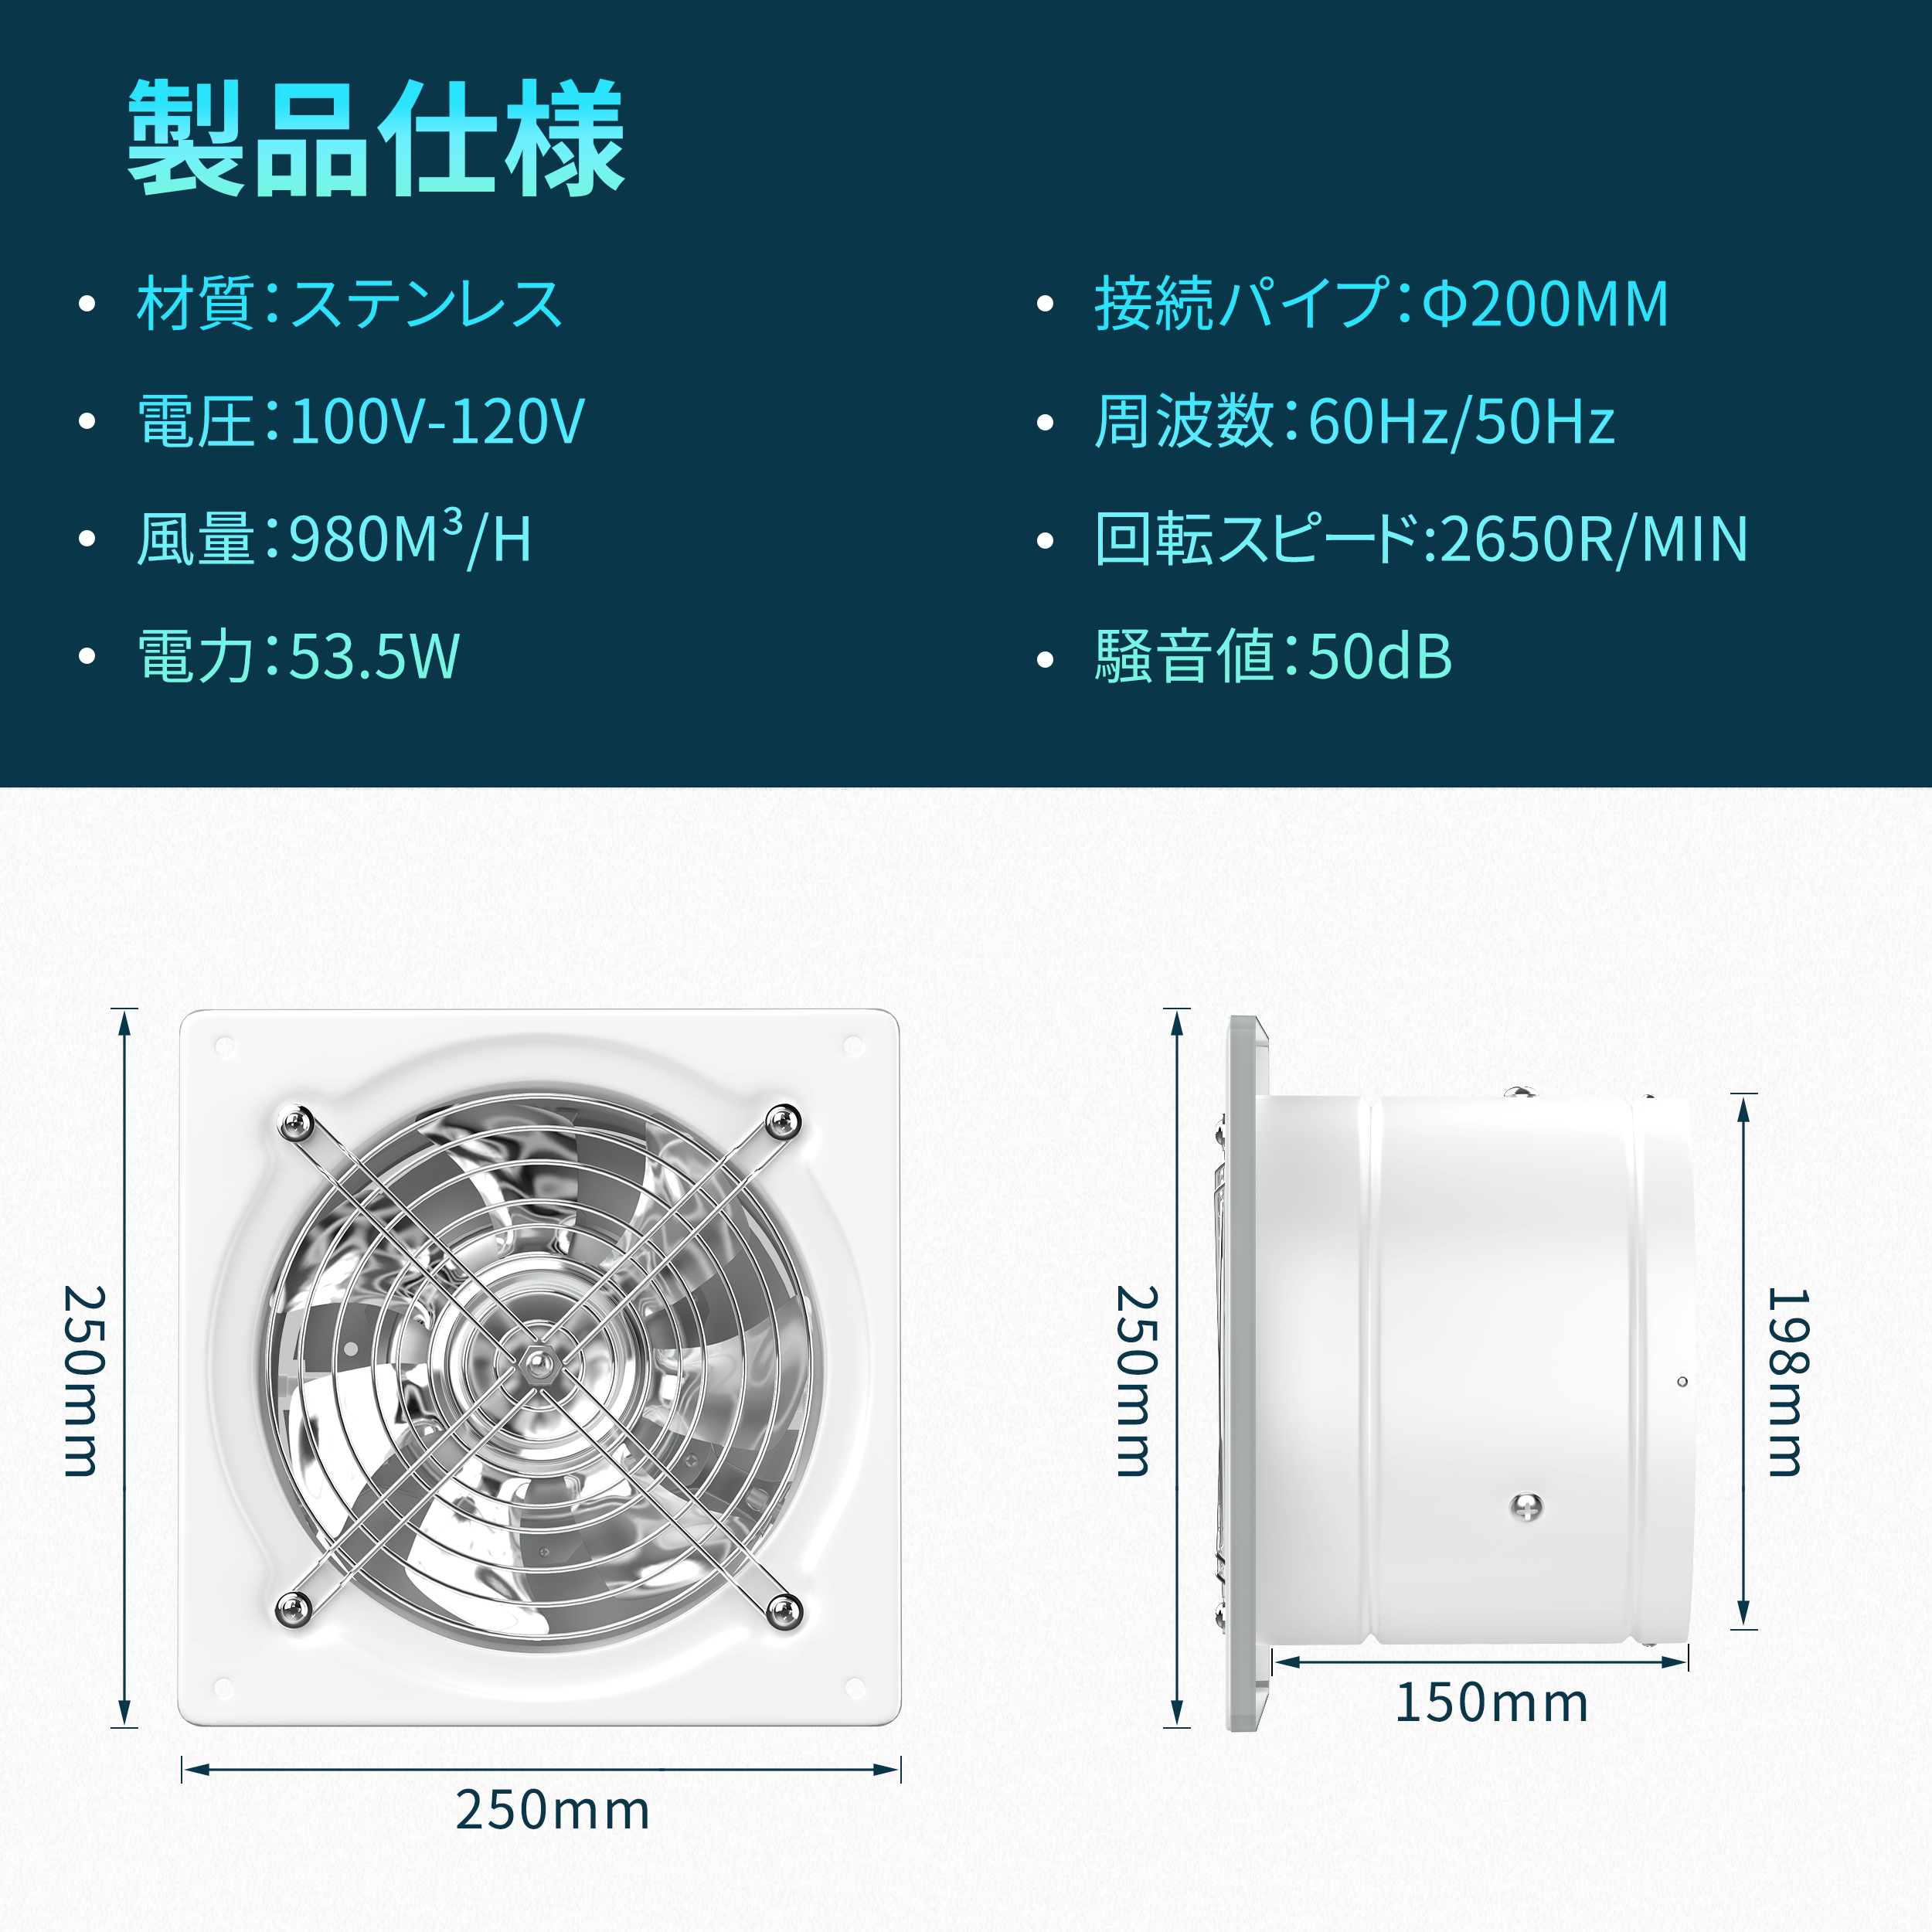 製品仕様
材質：ステンレス
電圧：100V-120V
風量：980M³/H
電力：53.5W
接続パイプ：Φ200MM
周波数：60Hz/50Hz
回転スピード:2650R/MIN
騒音値：50dB
250mm
250mm
250mm
198mm
150mm